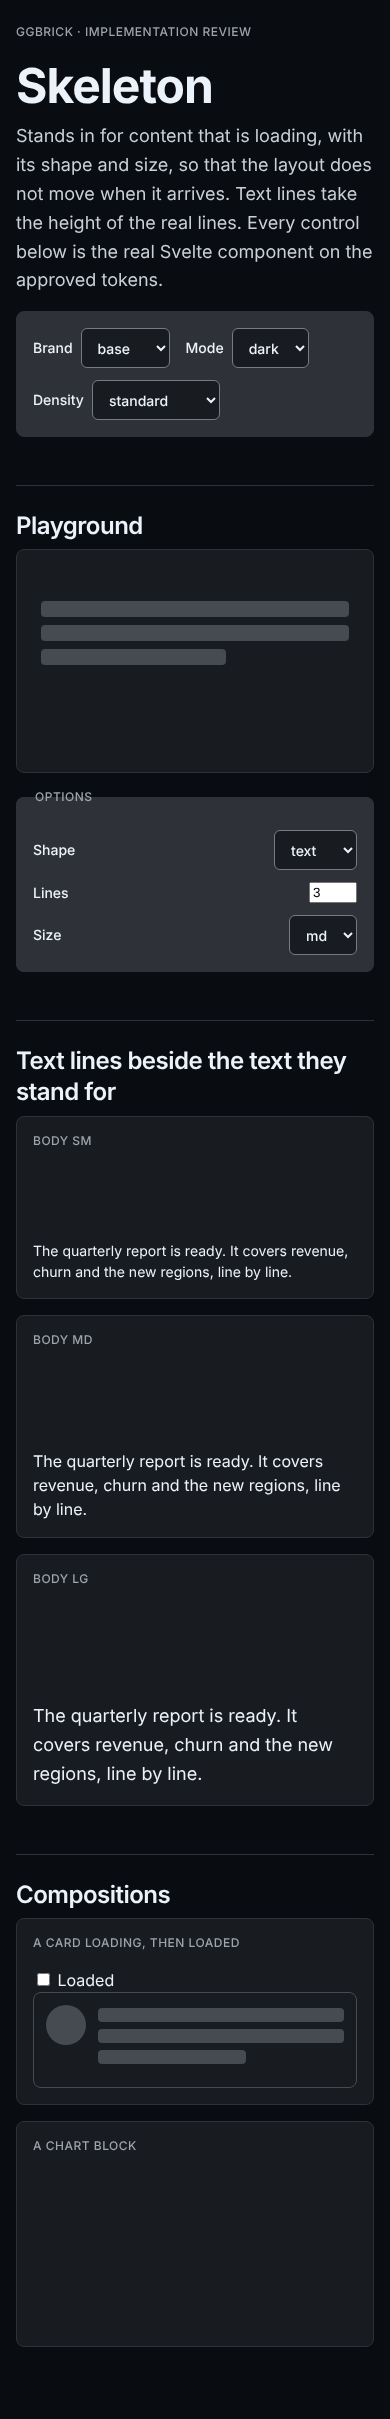 GGBRICK · IMPLEMENTATION REVIEW
Skeleton
Stands in for content that is loading, with
its shape and size, so that the layout does
not move when it arrives. Text lines take
the height of the real lines. Every control
below is the real Svelte component on the
approved tokens.
Brand base Mode dark
Density standard
Playground
OPTIONS
Shape text
Lines 3
Size md
Text lines beside the text they
stand for
BODY SM
The quarterly report is ready. It covers revenue,
churn and the new regions, line by line.
BODY MD
The quarterly report is ready. It covers
revenue, churn and the new regions, line
by line.
BODY LG
The quarterly report is ready. It
covers revenue, churn and the new
regions, line by line.
Compositions
A CARD LOADING, THEN LOADED
Loaded
A CHART BLOCK